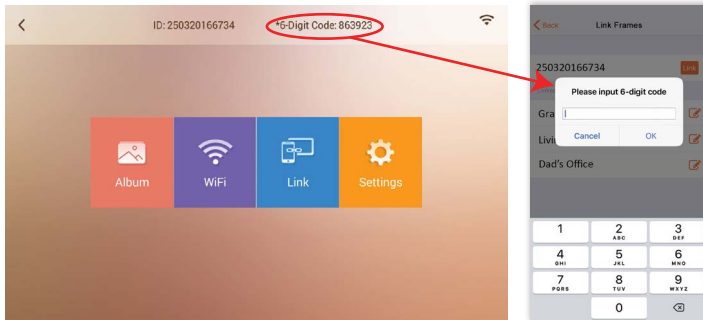 ID: 250320166734
*6-Digit Code: 863923
Album
WiFi
Link
Settings
Back
Link Frames
250320166734
Link
Please input 6-digit code
Gra
Livi
Cancel
OK
Dad's Office
1
2
ABC
3
DEF
4
GHI
5
JKL
6
MNO
7
PQRS
8
TUV
9
WXYZ
0